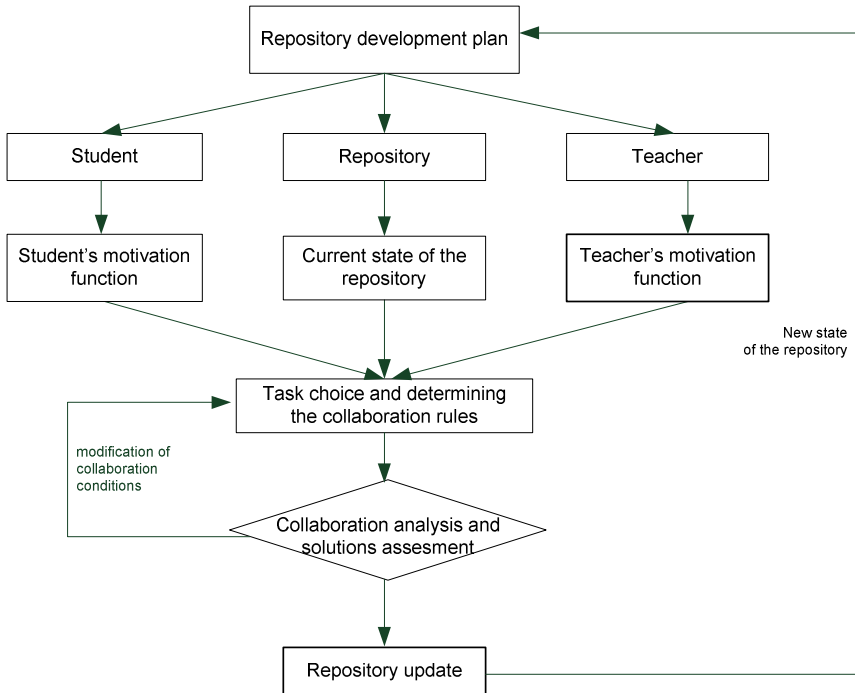 Repository development plan
Student
Repository
Teacher
Student’s motivation
function
Current state of the
repository
Teacher’s motivation
function
New state
of the repository
Task choice and determining
the collaboration rules
modification of
collaboration
conditions
Collaboration analysis and
solutions assesment
Repository update